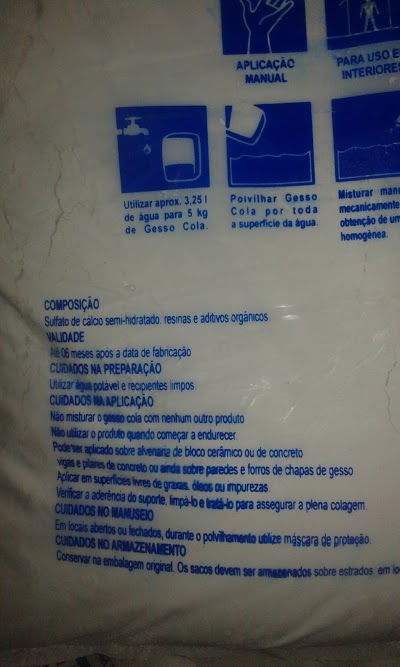 APLICAÇÃO
MANUAL
PARA USO E
INTERIORES
Utilizar aprox. 3,25 l
de água para 5 kg
de Gesso Cola.
Polvilhar Gesso
Cola por toda
a superfície da água.
Misturar man
mecanicamente
obtenção de um
homogênea.
COMPOSIÇÃO
Sulfato de cálcio semi-hidratado, resinas e aditivos orgânicos
VALIDADE
Até 06 meses após a data de fabricação
CUIDADOS NA PREPARAÇÃO
Utilizar água potável e recipientes limpos
CUIDADOS NA APLICAÇÃO
Não misturar o gesso cola com nenhum outro produto
Não utilizar o produto quando começar a endurecer
Pode ser aplicado sobre alvenaria de bloco cerâmico ou de concreto
vigas e pilares de concreto ou ainda sobre paredes e forros de chapas de gesso
Aplicar em superfícies livres de graxas, óleos ou impurezas.
Verificar a aderência do suporte, limpá-lo e tratá-lo para assegurar a plena colagem.
CUIDADOS NO MANUSEIO
Em locais abertos ou fechados, durante o polvilhamento utilize máscara de proteção.
CUIDADOS NO ARMAZENAMENTO
Conservar na embalagem original. Os sacos devem ser armazenados sobre estrados, em lo